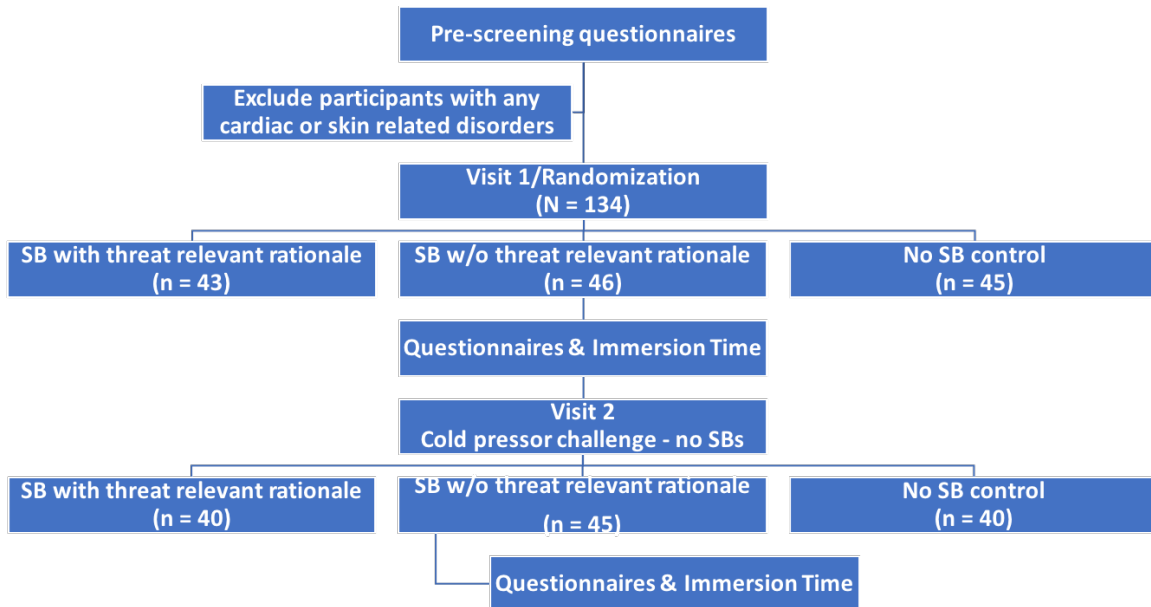 Pre-screening questionnaires
Exclude participants with any
cardiac or skin related disorders
Visit 1/Randomization
(N = 134)
SB with threat relevant rationale
(n = 43)
SB w/o threat relevant rationale
(n = 46)
No SB control
(n = 45)
Questionnaires & Immersion Time
Visit 2
Cold pressor challenge - no SBs
SB with threat relevant rationale
(n = 40)
SB w/o threat relevant rationale
(n = 45)
No SB control
(n = 40)
Questionnaires & Immersion Time